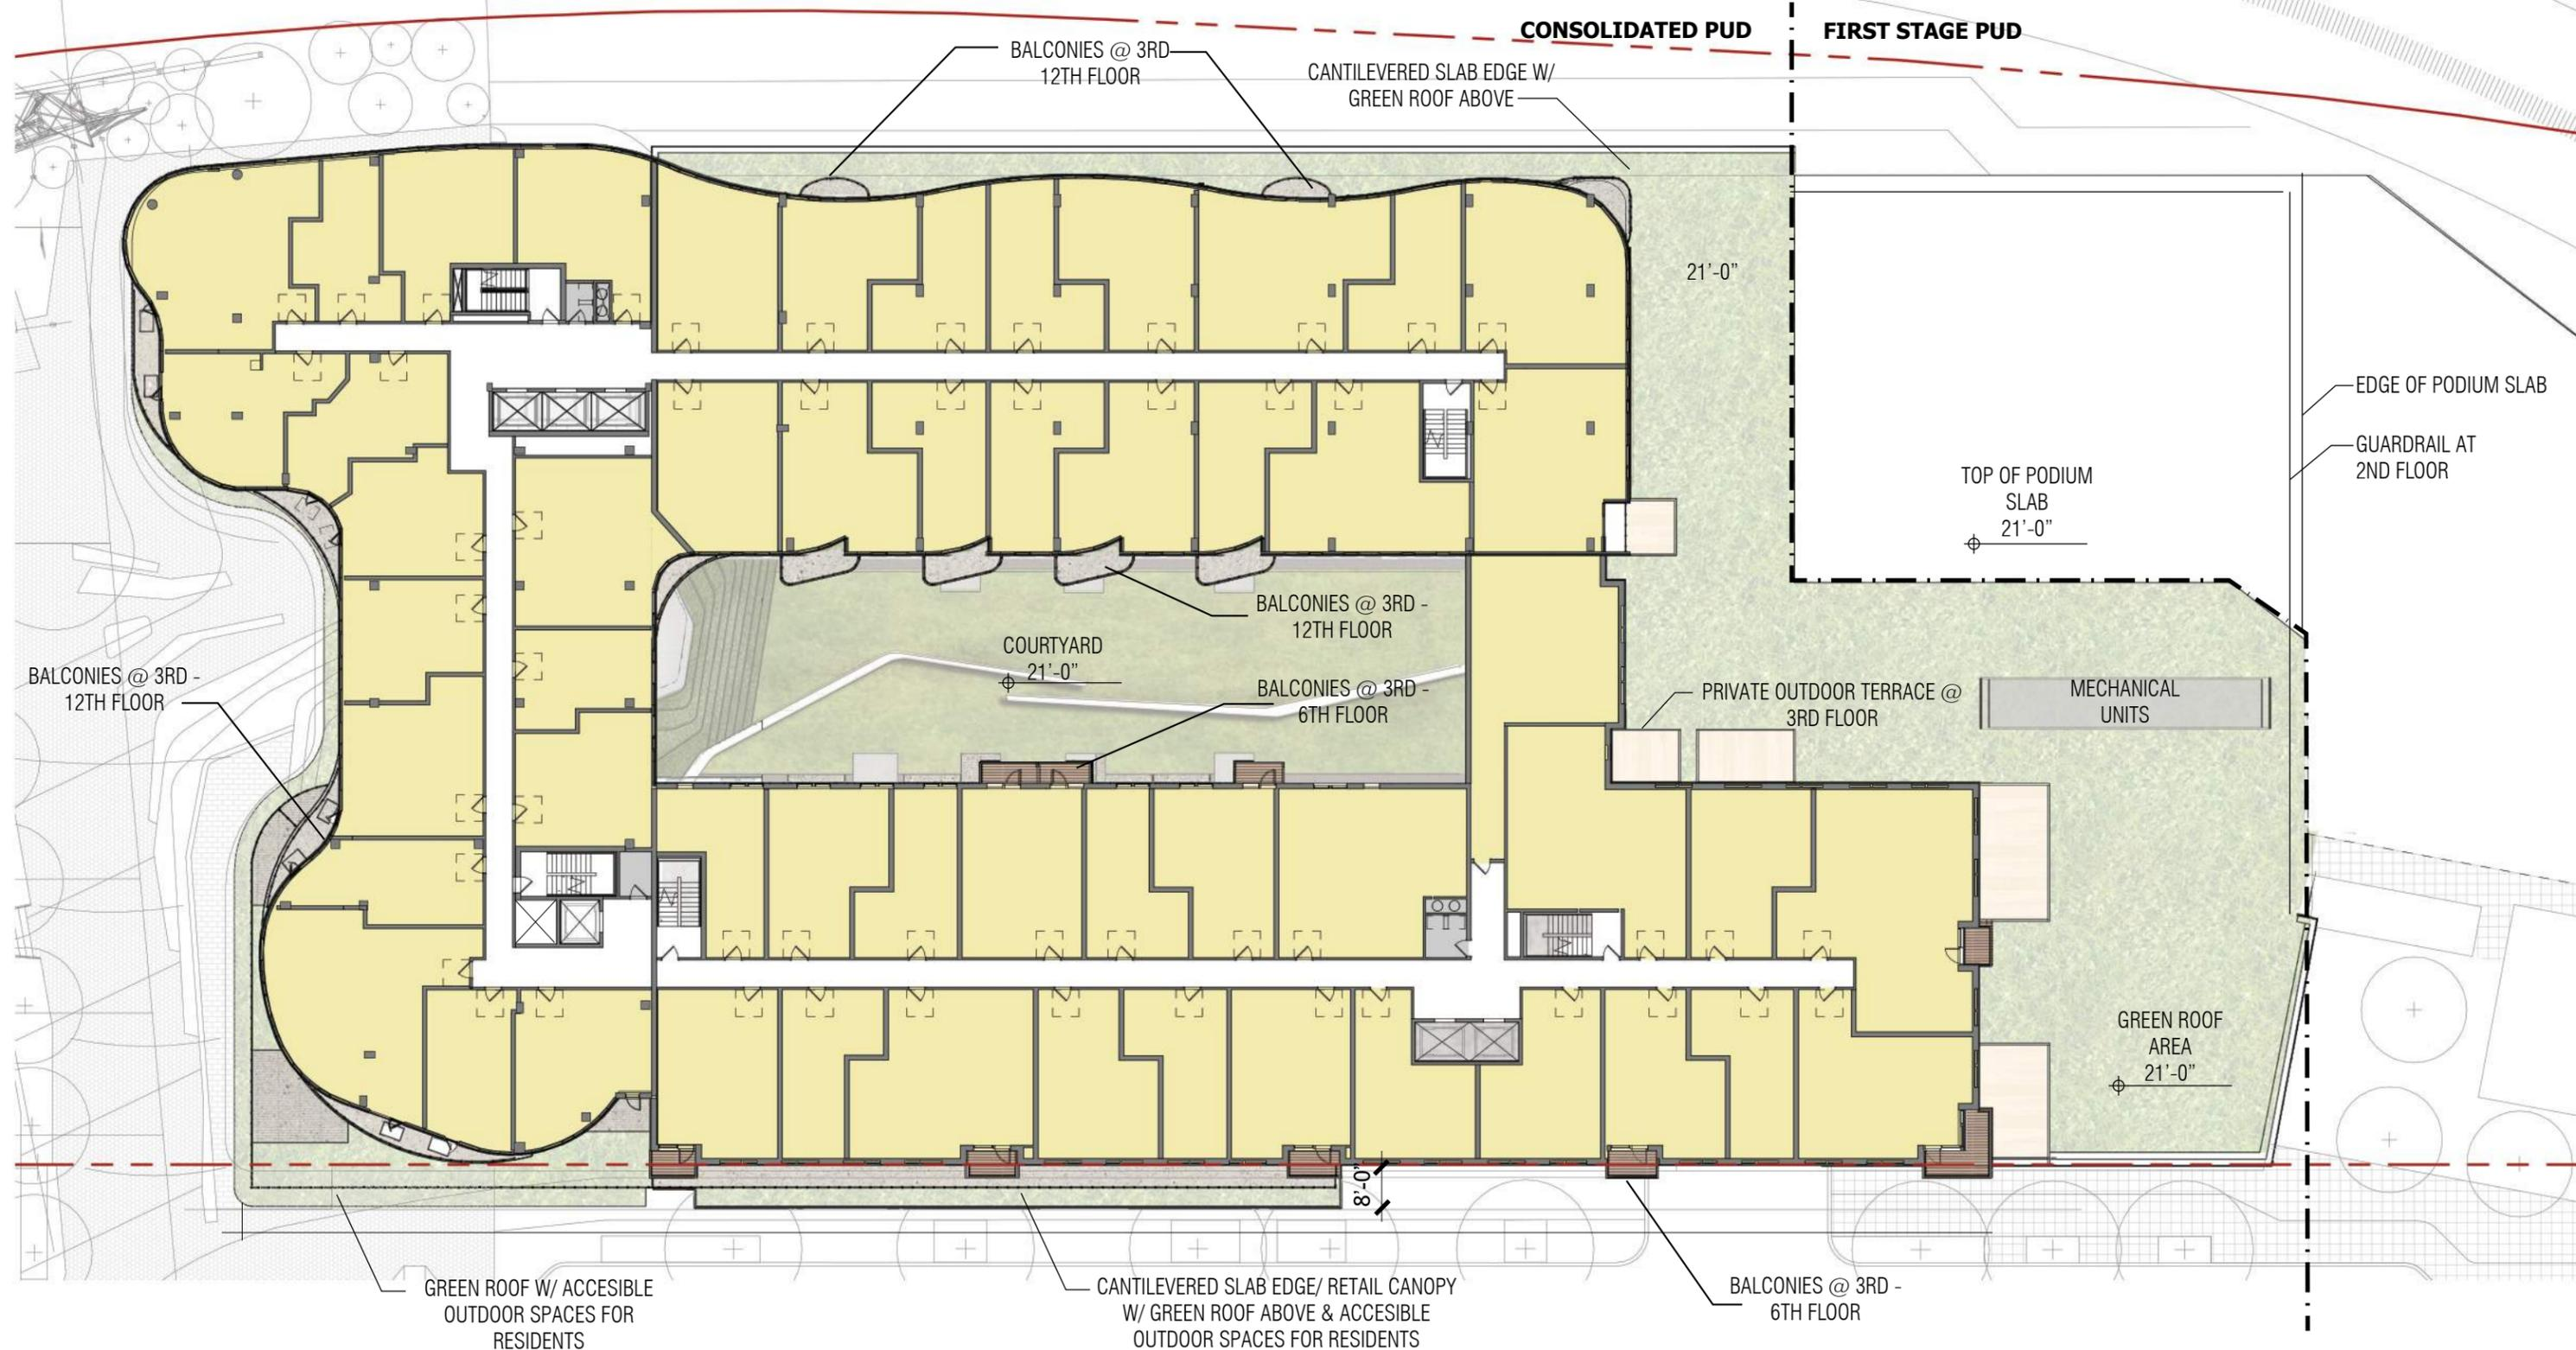 CONSOLIDATED PUD
FIRST STAGE PUD
BALCONIES @ 3RD
12TH FLOOR
CANTILEVERED SLAB EDGE W/
GREEN ROOF ABOVE
21'-0"
EDGE OF PODIUM SLAB
GUARDRAIL AT
2ND FLOOR
TOP OF PODIUM
SLAB
21'-0"
BALCONIES @ 3RD -
12TH FLOOR
COURTYARD
21'-0"
BALCONIES @ 3RD -
6TH FLOOR
BALCONIES @ 3RD -
12TH FLOOR
PRIVATE OUTDOOR TERRACE @
3RD FLOOR
MECHANICAL
UNITS
GREEN ROOF
AREA
21'-0"
8'-0"
GREEN ROOF W/ ACCESIBLE
OUTDOOR SPACES FOR
RESIDENTS
CANTILEVERED SLAB EDGE/ RETAIL CANOPY
W/ GREEN ROOF ABOVE & ACCESIBLE
OUTDOOR SPACES FOR RESIDENTS
BALCONIES @ 3RD -
6TH FLOOR